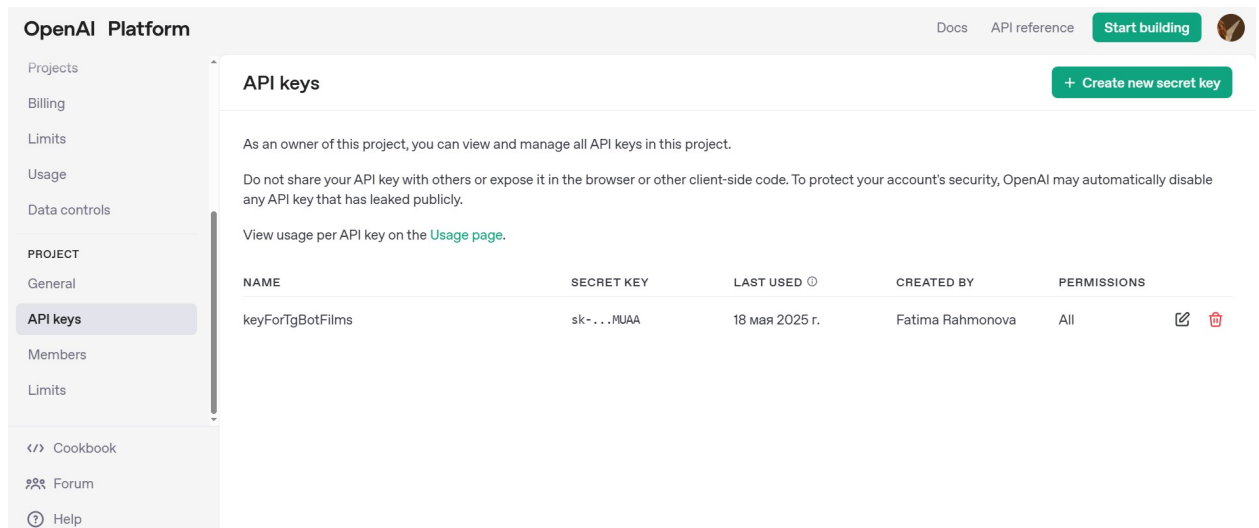 OpenAI Platform
Docs API reference Start building
Projects
Billing
Limits
Usage
Data controls
PROJECT
General
API keys
Members
Limits
</> Cookbook
Forum
Help
API keys
+ Create new secret key
As an owner of this project, you can view and manage all API keys in this project.
Do not share your API key with others or expose it in the browser or other client-side code. To protect your account's security, OpenAI may automatically disable
any API key that has leaked publicly.
View usage per API key on the Usage page.
NAME SECRET KEY LAST USED CREATED BY PERMISSIONS
keyForTgBotFilms sk-...MUAA 18 мая 2025 г. Fatima Rahmonova All